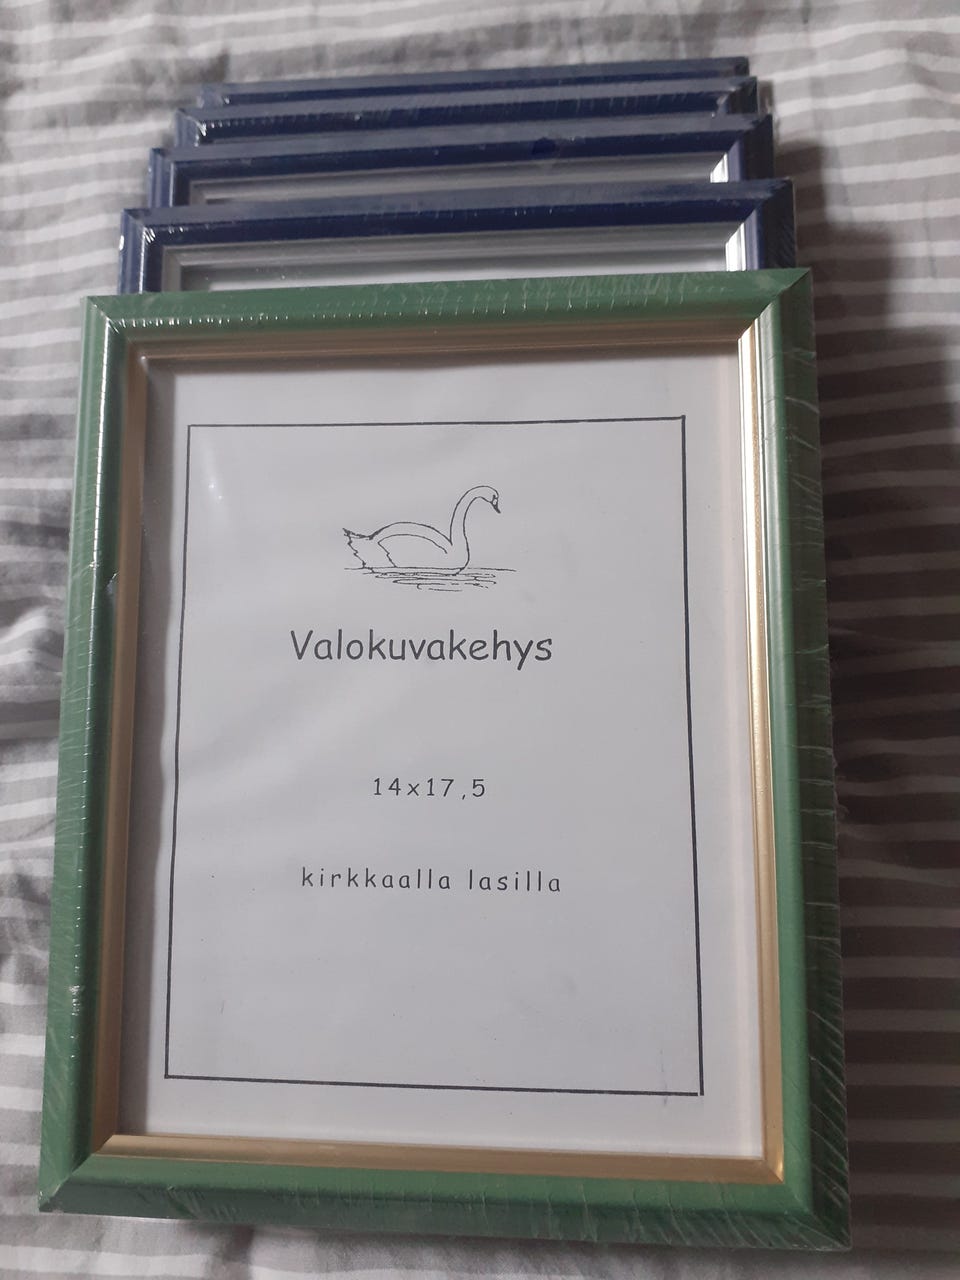 Valokuvakehys
14x17,5
kirkkaalla lasilla